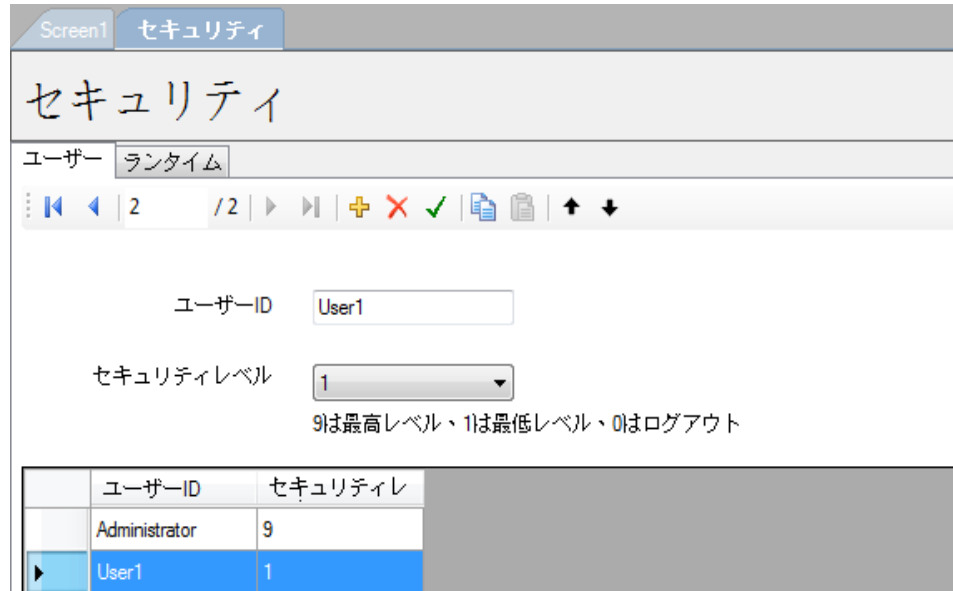 Screen1 セキュリティ
セキュリティ
ユーザー ランタイム
2 / 2
ユーザーID User1
セキュリティレベル 1
9は最高レベル、1は最低レベル、0はログアウト
ユーザーID セキュリティレ
Administrator 9
User1 1